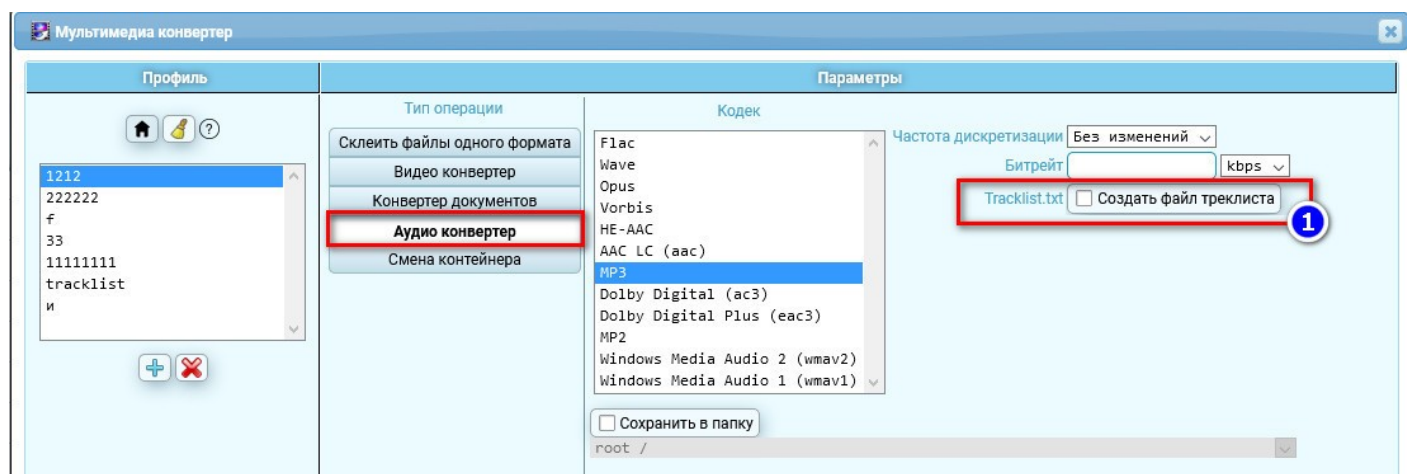 Мультимедиа конвертер
Профиль
Параметры
?
1212
222222
f
33
11111111
tracklist
и
Тип операции
Склеить файлы одного формата
Видео конвертер
Конвертер документов
Аудио конвертер
Смена контейнера
Кодек
Flac
Wave
Opus
Vorbis
HE-AAC
AAC LC (aac)
MP3
Dolby Digital (ac3)
Dolby Digital Plus (eac3)
MP2
Windows Media Audio 2 (wmav2)
Windows Media Audio 1 (wmav1)
Сохранить в папку
root /
Частота дискретизации Без изменений
Битрейт kbps
Tracklist.txt Создать файл треклиста
1